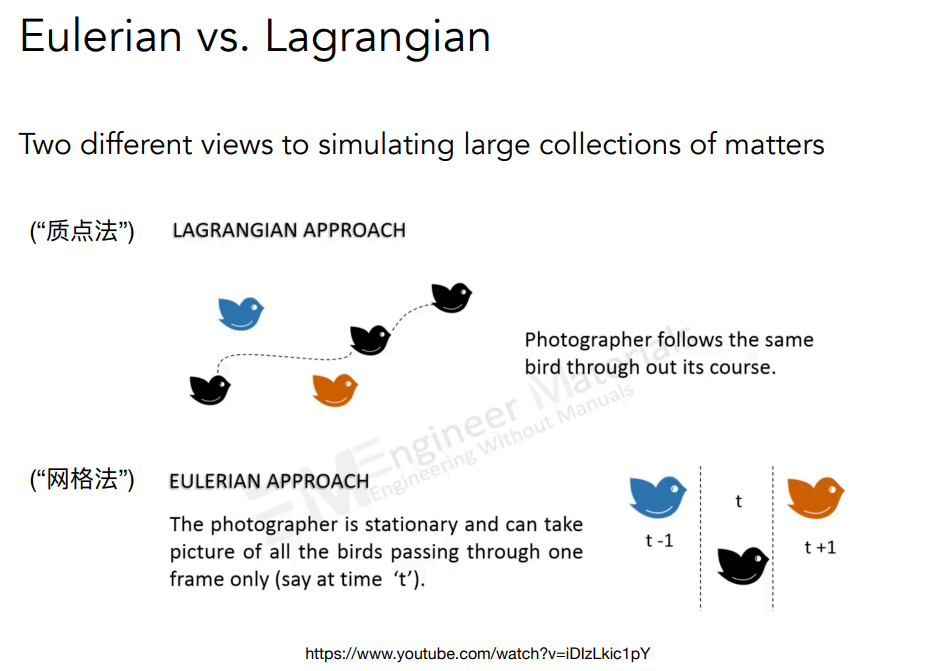 Eulerian vs. Lagrangian
Two different views to simulating large collections of matters
(“质点法”) LAGRANGIAN APPROACH
Photographer follows the same
bird through out its course.
Engineer Materials
Engineering Without Manuals
(“网格法”) EULERIAN APPROACH
The photographer is stationary and can take
picture of all the birds passing through one
frame only (say at time ‘t’).
t -1
t
t +1
https://www.youtube.com/watch?v=iDIzLkic1pY